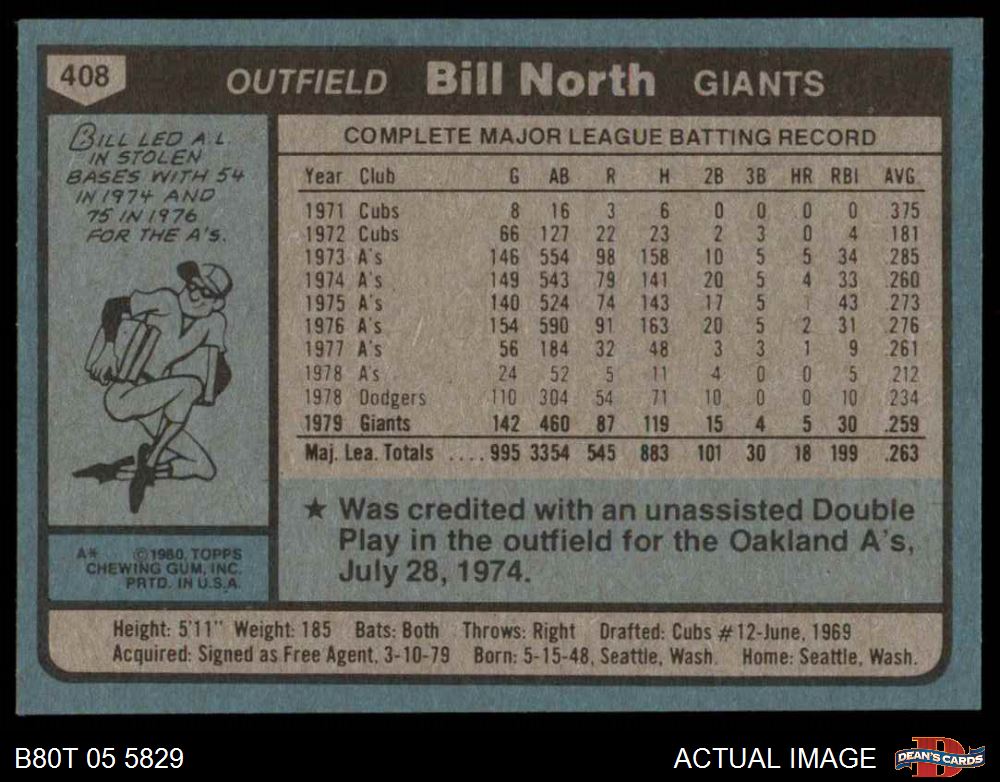 408
OUTFIELD Bill North GIANTS
BILL LED A.L.
IN STOLEN
BASES WITH 54
IN 1974 AND
75 IN 1976
FOR THE A'S.
A* © 1980, TOPPS
CHEWING GUM, INC.
PRTD. IN U.S.A.
COMPLETE MAJOR LEAGUE BATTING RECORD
Year Club G AB R H 2B 3B HR RBI AVG.
1971 Cubs 8 16 3 6 0 0 0 0 .375
1972 Cubs 66 127 22 23 2 3 0 4 .181
1973 A's 146 554 98 158 10 5 5 34 .285
1974 A's 149 543 79 141 20 5 4 33 .260
1975 A's 140 524 74 143 17 5 1 43 .273
1976 A's 154 590 91 163 20 5 2 31 .276
1977 A's 56 184 32 48 3 3 1 9 .261
1978 A's 24 52 5 11 4 0 0 5 .212
1978 Dodgers 110 304 54 71 10 0 0 10 .234
1979 Giants 142 460 87 119 15 4 5 30 .259
Maj. Lea. Totals .... 995 3354 545 883 101 30 18 199 .263
★ Was credited with an unassisted Double
Play in the outfield for the Oakland A's,
July 28, 1974.
Height: 5'11" Weight: 185 Bats: Both Throws: Right Drafted: Cubs #12-June, 1969
Acquired: Signed as Free Agent, 3-10-79 Born: 5-15-48, Seattle, Wash. Home: Seattle, Wash.
B80T 05 5829
ACTUAL IMAGE
D
DEAN'S CARDS